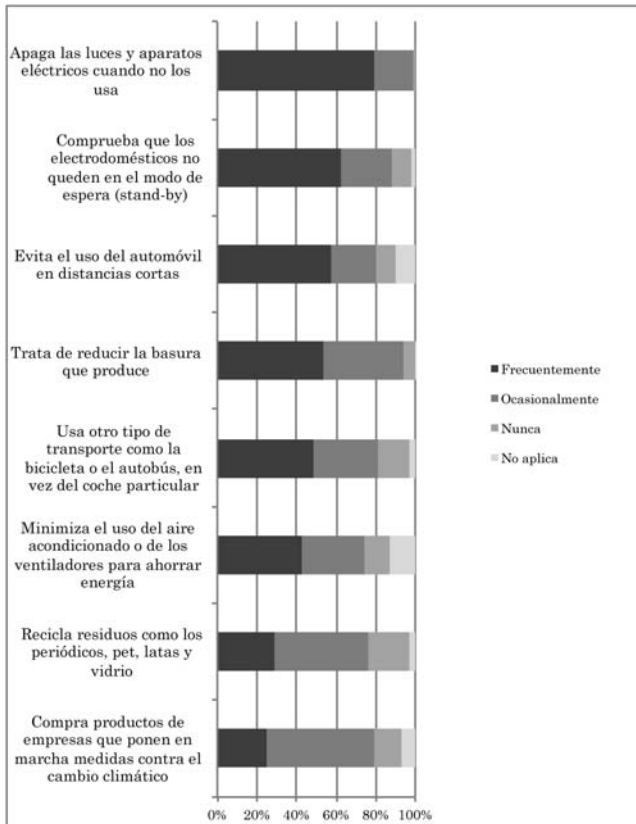 Apaga las luces y aparatos
eléctricos cuando no los
usa
Comprueba que los
electrodomésticos no
queden en el modo de
espera (stand-by)
Evita el uso del automóvil
en distancias cortas
Trata de reducir la basura
que produce
Usa otro tipo de
transporte como la
bicicleta o el autobús, en
vez del coche particular
Minimiza el uso del aire
acondicionado o de los
ventiladores para ahorrar
energía
Recicla residuos como los
periódicos, pet, latas y
vidrio
Compra productos de
empresas que ponen en
marcha medidas contra el
cambio climático
0% 20% 40% 60% 80% 100%
Frecuentemente
Ocasionalmente
Nunca
No aplica